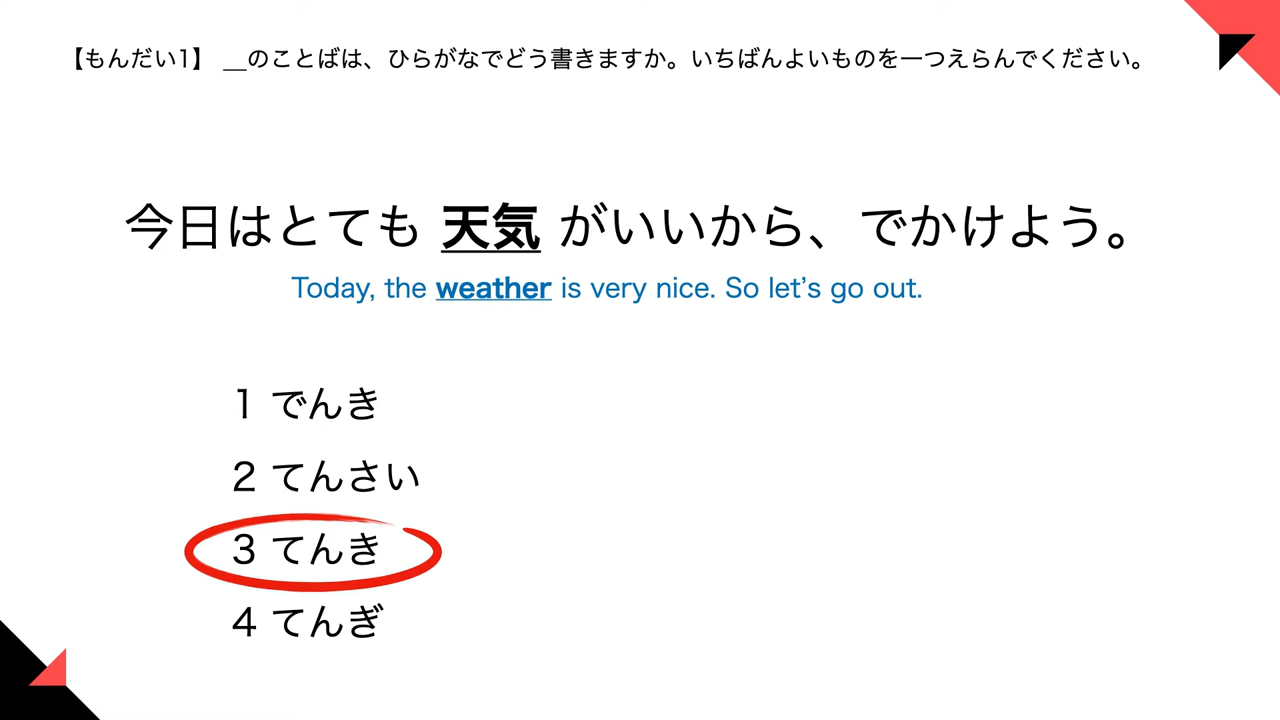 【もんだい1】 __のことばは、ひらがなでどう書きますか。いちばんよいものを一つえらんでください。
今日はとても 天気 がいいから、でかけよう。
Today, the weather is very nice. So let’s go out.
1 でんき
2 てんさい
3 てんき
4 てんぎ